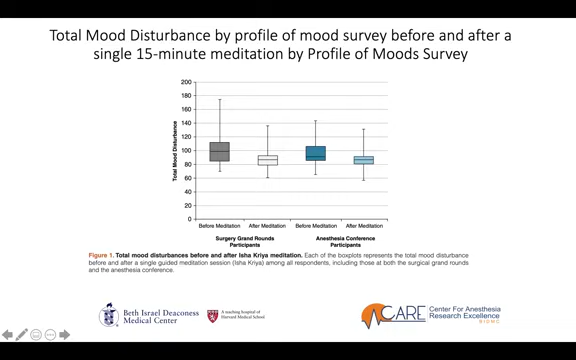 Total Mood Disturbance by profile of mood survey before and after a
single 15-minute meditation by Profile of Moods Survey
200
180
160
140
120
100
80
60
40
20
0
Total Mood Disturbance
Before Meditation After Meditation Before Meditation After Meditation
Surgery Grand Rounds Anesthesia Conference
Participants Participants
Figure 1. Total mood disturbances before and after Isha Kriya meditation. Each of the boxplots represents the total mood disturbance
before and after a single guided meditation session (Isha Kriya) among all respondents, including those at both the surgical grand rounds
and the anesthesia conference.
Beth Israel Deaconess
Medical Center
A teaching hospital of
Harvard Medical School
CARE
Center For Anesthesia
Research Excellence
BIDMC